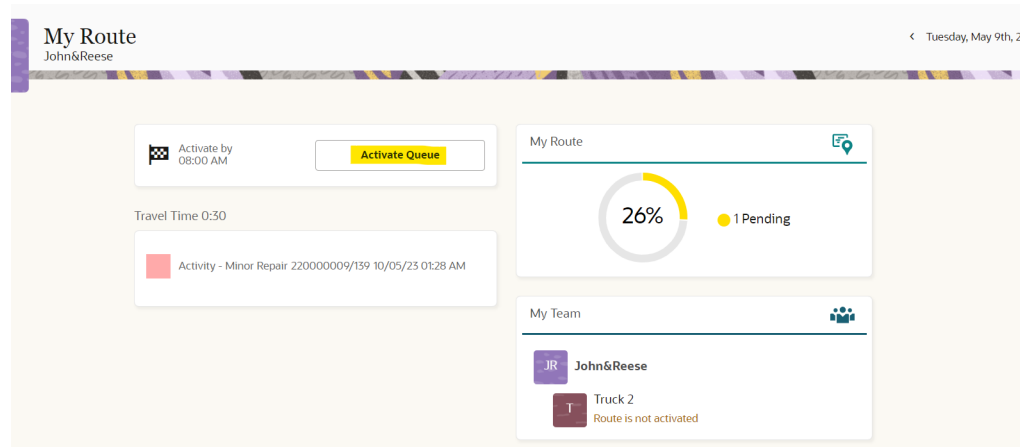 My Route
John&Reese
< Tuesday, May 9th, 2
Activate by
08:00 AM
Activate Queue
Travel Time 0:30
Activity - Minor Repair 220000009/139 10/05/23 01:28 AM
My Route
26%
1 Pending
My Team
JR
John&Reese
T
Truck 2
Route is not activated